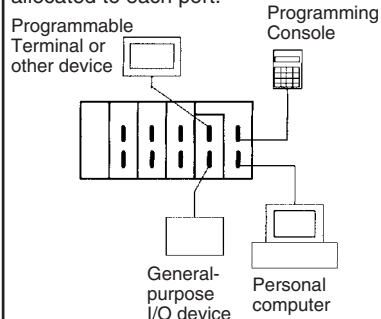 allocated to each port.
Programmable
Terminal or
other device
Programming
Console
General-
purpose
I/O device
Personal
computer